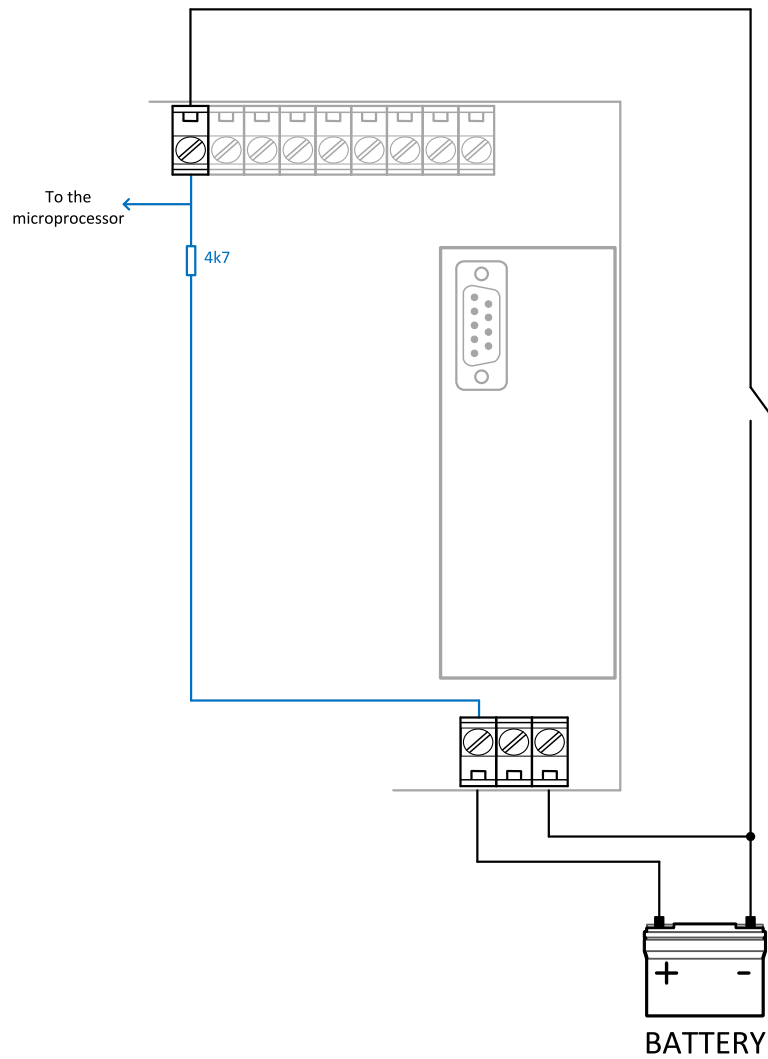 To the
microprocessor
4k7
+ -
BATTERY